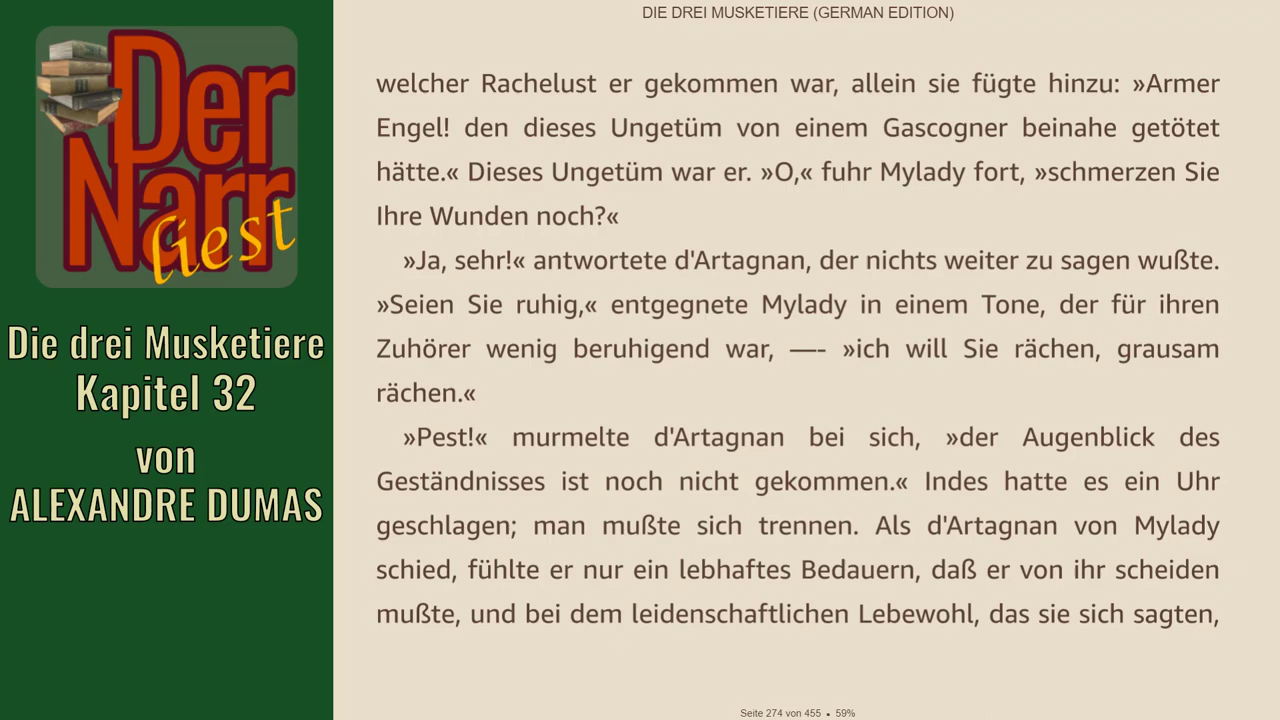 Der
Narr
liest
Die drei Musketiere
Kapitel 32
von
ALEXANDRE DUMAS
DIE DREI MUSKETIERE (GERMAN EDITION)
welcher Rachelust er gekommen war, allein sie fügte hinzu: »Armer
Engel! den dieses Ungetüm von einem Gascogner beinahe getötet
hätte.« Dieses Ungetüm war er. »O,« fuhr Mylady fort, »schmerzen Sie
Ihre Wunden noch?«
»Ja, sehr!« antwortete d'Artagnan, der nichts weiter zu sagen wußte.
»Seien Sie ruhig,« entgegnete Mylady in einem Tone, der für ihren
Zuhörer wenig beruhigend war, —- »ich will Sie rächen, grausam
rächen.«
»Pest!« murmelte d'Artagnan bei sich, »der Augenblick des
Geständnisses ist noch nicht gekommen.« Indes hatte es ein Uhr
geschlagen; man mußte sich trennen. Als d'Artagnan von Mylady
schied, fühlte er nur ein lebhaftes Bedauern, daß er von ihr scheiden
mußte, und bei dem leidenschaftlichen Lebewohl, das sie sich sagten,
Seite 274 von 455 • 59%